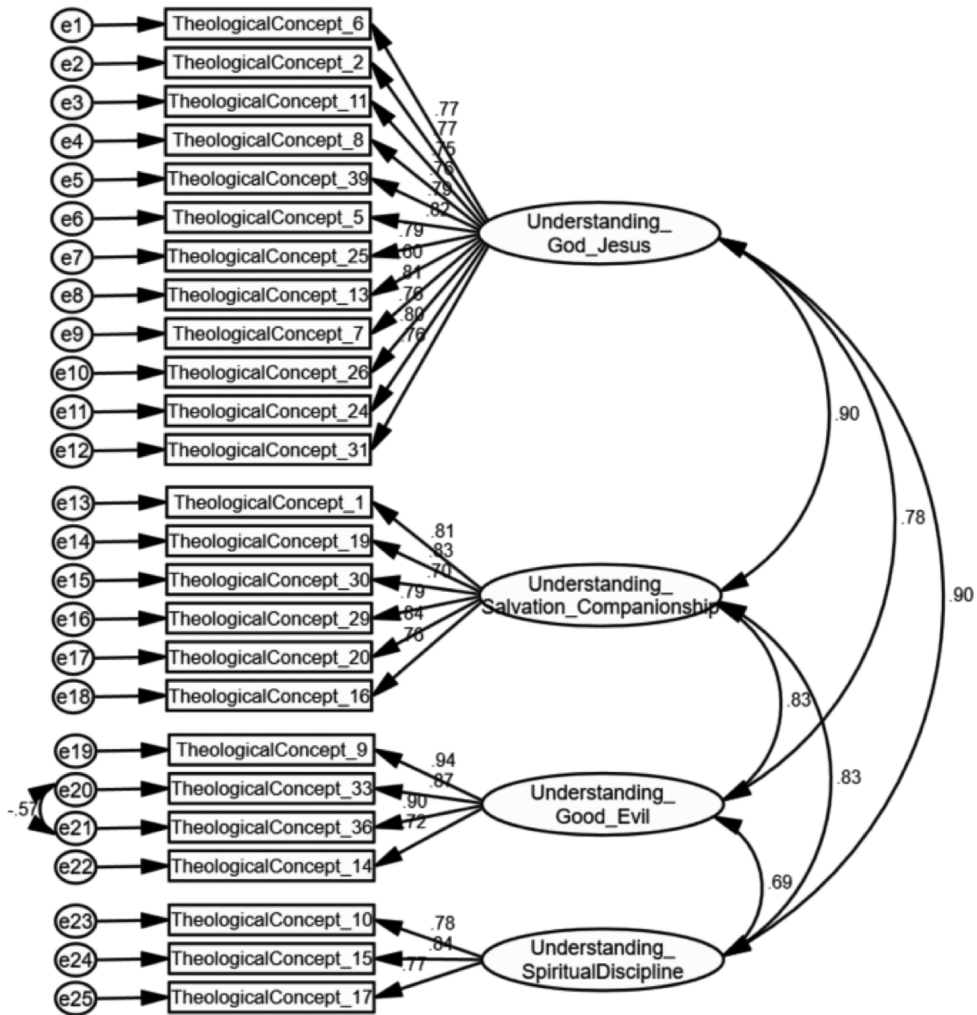 e1
TheologicalConcept_6
e2
TheologicalConcept_2
e3
TheologicalConcept_11
e4
TheologicalConcept_8
e5
TheologicalConcept_39
e6
TheologicalConcept_5
e7
TheologicalConcept_25
e8
TheologicalConcept_13
e9
TheologicalConcept_7
e10
TheologicalConcept_26
e11
TheologicalConcept_24
e12
TheologicalConcept_31
.77
.77
.75
.76
.79
.82
.79
.81
.76
.80
.76
Understanding_
God_Jesus
e13
TheologicalConcept_1
e14
TheologicalConcept_19
e15
TheologicalConcept_30
e16
TheologicalConcept_29
e17
TheologicalConcept_20
e18
TheologicalConcept_16
.81
.83
.70
.79
.84
.76
Understanding_
Salvation_Companionship
e19
TheologicalConcept_9
e20
TheologicalConcept_33
e21
TheologicalConcept_36
e22
TheologicalConcept_14
-.57
.94
.87
.90
.72
Understanding_
Good_Evil
e23
TheologicalConcept_10
e24
TheologicalConcept_15
e25
TheologicalConcept_17
.78
.84
.77
Understanding_
SpiritualDiscipline
.90
.78
.90
.83
.83
.69